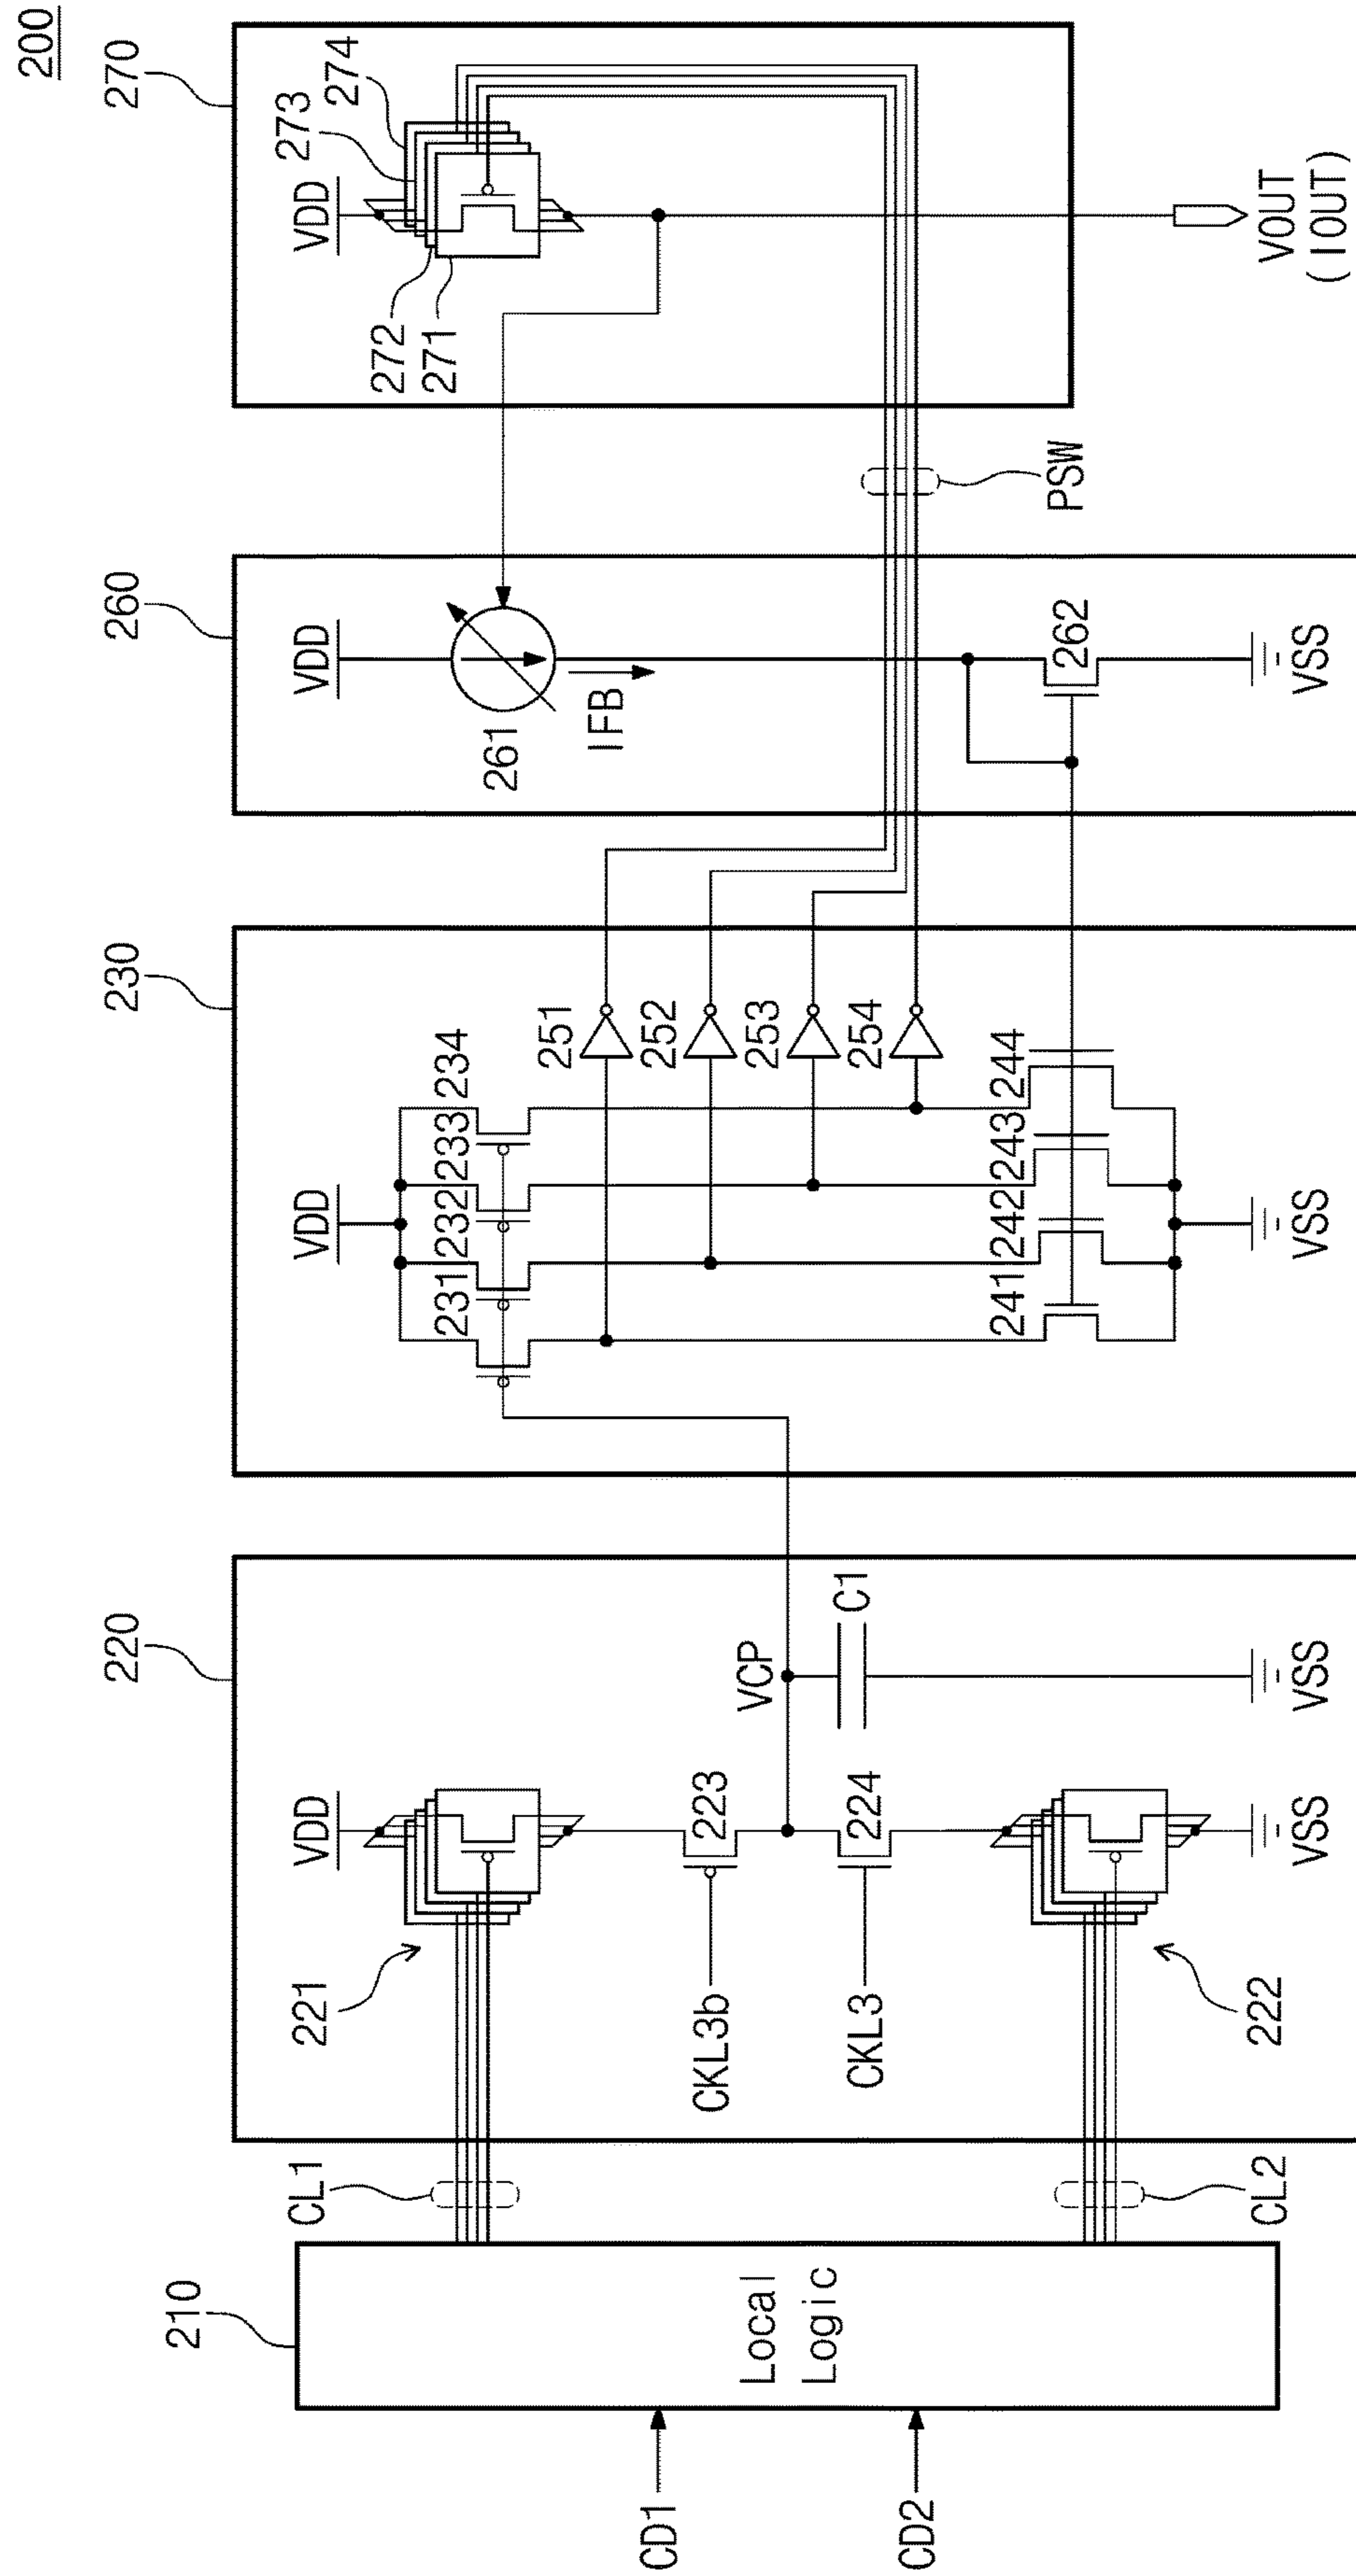 200
210
CD1
CD2
Local
Logic
CL1
CL2
220
VDD
221
CKL3b
223
CKL3
224
222
VSS
VCP
C1
VSS
230
VDD
231
232
233
234
251
252
253
254
241
242
243
244
VSS
260
VDD
261
IFB
262
VSS
PSW
270
VDD
273
274
272
271
VOUT
(IOUT)